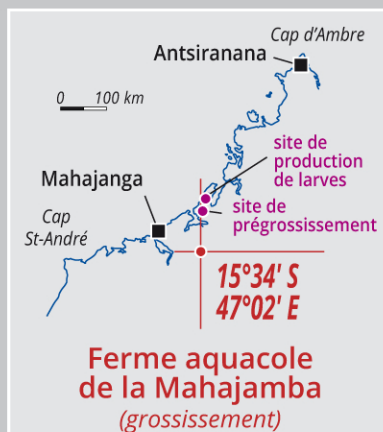 Cap d'Ambre
Antsiranana
0 100 km
site de
production
de larves
Mahajanga
site de
prégrossissement
Cap
St-André
15°34' S
47°02' E
Ferme aquacole
de la Mahajamba
(grossissement)